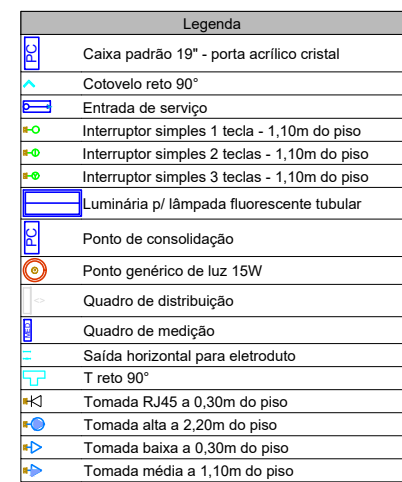 Legenda
PC Caixa padrão 19" - porta acrílico cristal
Cotovelo reto 90°
Entrada de serviço
Interruptor simples 1 tecla - 1,10m do piso
Interruptor simples 2 teclas - 1,10m do piso
Interruptor simples 3 teclas - 1,10m do piso
Luminária p/ lâmpada fluorescente tubular
PC Ponto de consolidação
Ponto genérico de luz 15W
Quadro de distribuição
MED Quadro de medição
Saída horizontal para eletroduto
T reto 90°
Tomada RJ45 a 0,30m do piso
Tomada alta a 2,20m do piso
Tomada baixa a 0,30m do piso
Tomada média a 1,10m do piso